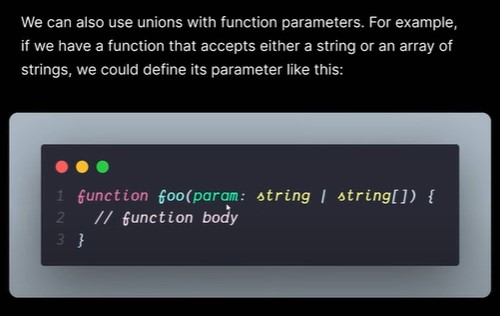 We can also use unions with function parameters. For example,
if we have a function that accepts either a string or an array of
strings, we could define its parameter like this:
1 function foo(param: string | string[]) {
2 // function body
3 }